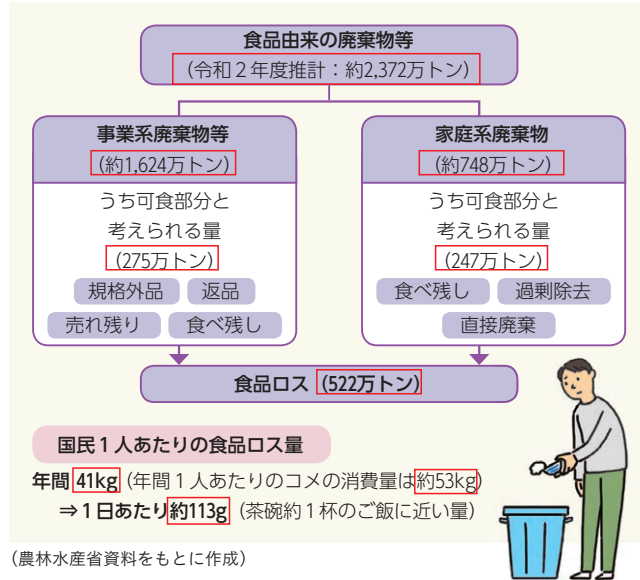 食品由来の廃棄物等
(令和2年度推計：約2,372万トン)
事業系廃棄物等
(約1,624万トン)
うち可食部分と
考えられる量
(275万トン)
規格外品 返品
売れ残り 食べ残し
家庭系廃棄物
(約748万トン)
うち可食部分と
考えられる量
(247万トン)
食べ残し 過剰除去
直接廃棄
食品ロス (522万トン)
国民1人あたりの食品ロス量
年間 41kg (年間1人あたりのコメの消費量は約53kg)
⇒1日あたり約113g (茶碗約1杯のご飯に近い量)
(農林水産省資料をもとに作成)